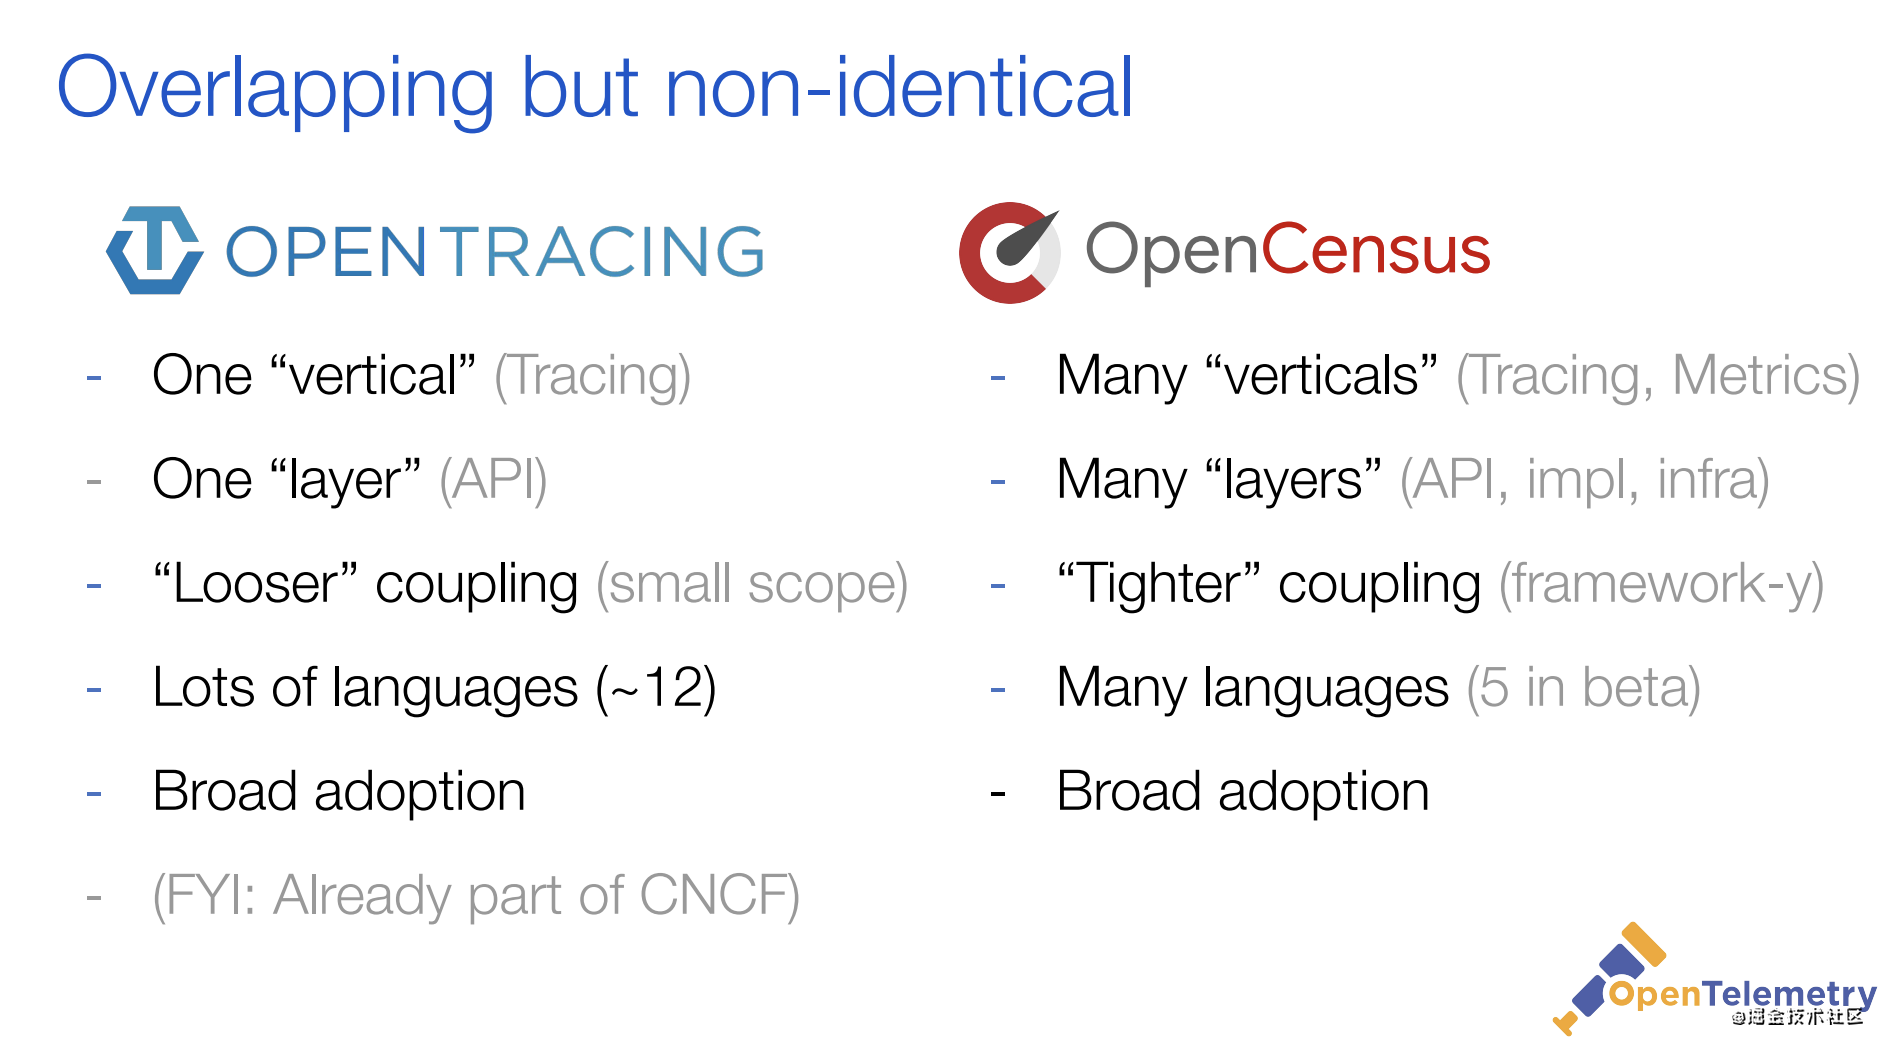 Overlapping but non-identical
OPENTRACING
- One “vertical” (Tracing)
- One “layer” (API)
- “Looser” coupling (small scope)
- Lots of languages (~12)
- Broad adoption
- (FYI: Already part of CNCF)
OpenCensus
- Many “verticals” (Tracing, Metrics)
- Many “layers” (API, impl, infra)
- “Tighter” coupling (framework-y)
- Many languages (5 in beta)
- Broad adoption
OpenTelemetry
@掘金技术社区